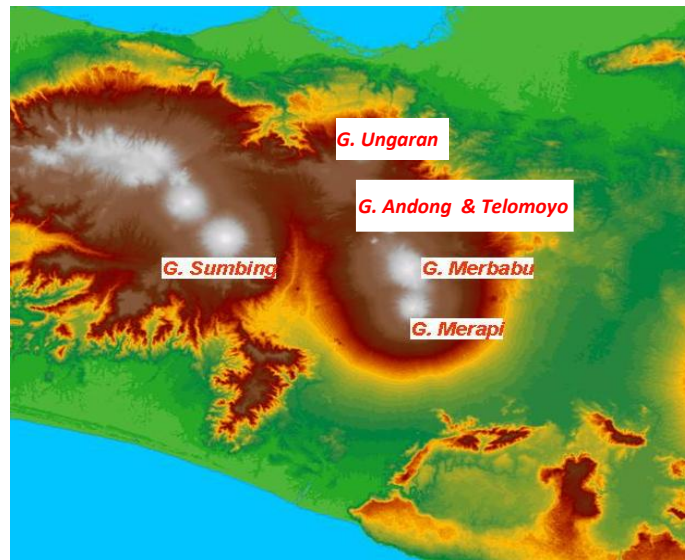 G. Ungaran
G. Andong & Telomoyo
G. Sumbing
G. Merbabu
G. Merapi